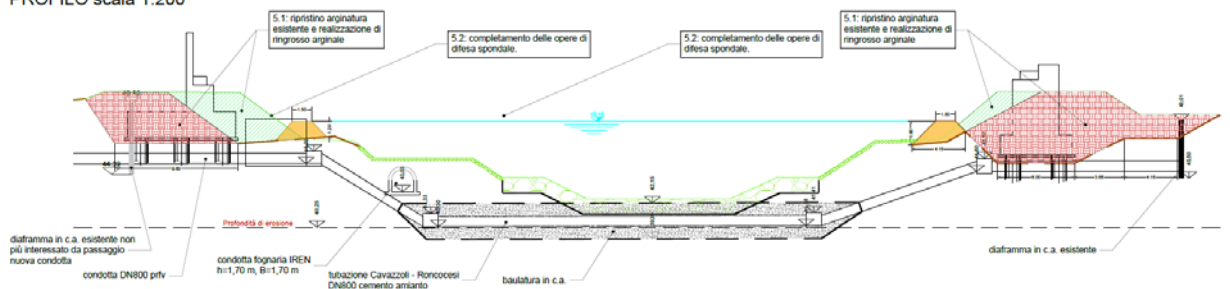 PROFILO scala 1:200
5.1: ripristino arginatura
esistente e realizzazione di
ringrosso arginale
5.2: completamento delle opere di
difesa spondale.
5.2: completamento delle opere di
difesa spondale.
5.1: ripristino arginatura
esistente e realizzazione di
ringrosso arginale
Profondità di erosione
diaframma in c.a. esistente non
più interessato da passaggio
nuova condotta
condotta DN800 prfv
condotta fognaria IREN
h=1,70 m, B=1,70 m
tubazione Cavazzoli - Roncocesi
DN800 cemento amianto
baulatura in c.a.
diaframma in c.a. esistente